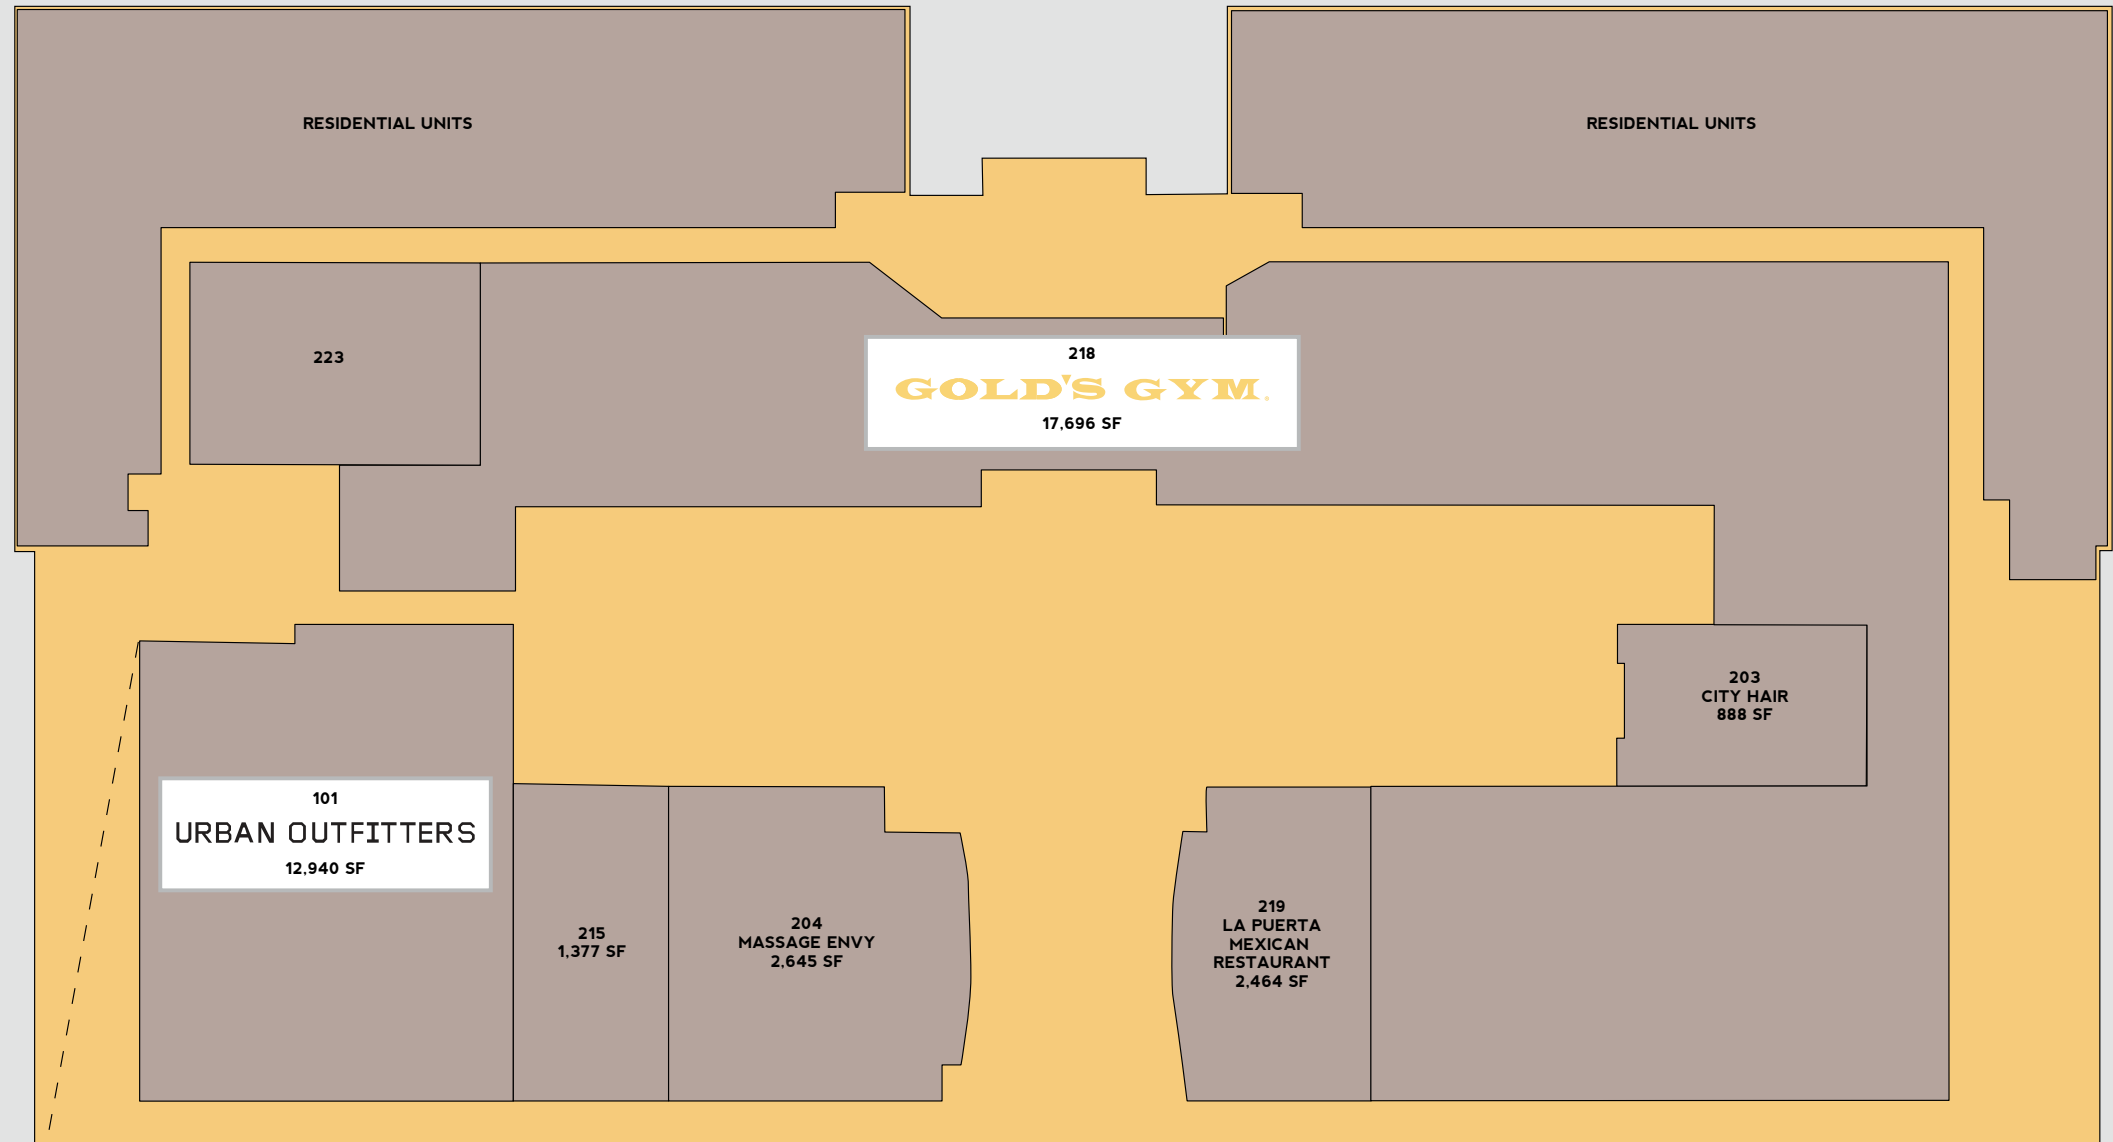 RESIDENTIAL UNITS
RESIDENTIAL UNITS
223
218
GOLD'S GYM.
17,696 SF
203
CITY HAIR
888 SF
101
URBAN OUTFITTERS
12,940 SF
215
1,377 SF
204
MASSAGE ENVY
2,645 SF
219
LA PUERTA
MEXICAN
RESTAURANT
2,464 SF